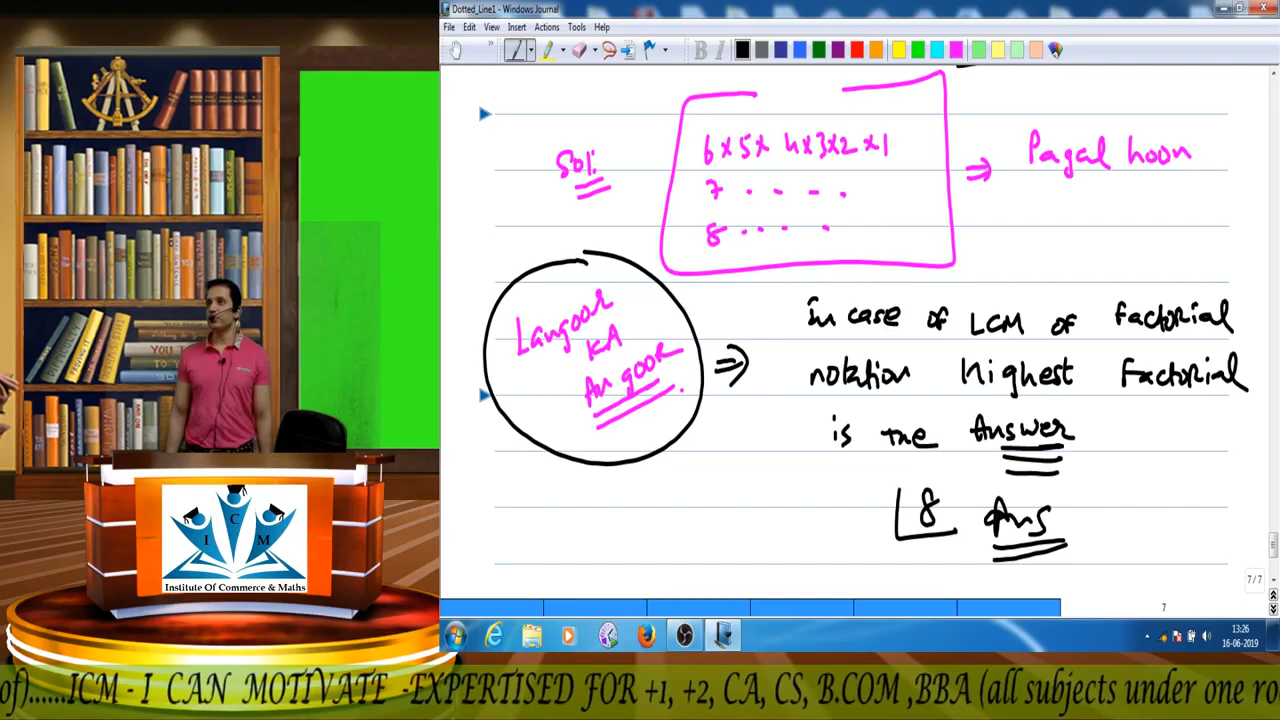 Dotted_Line1 - Windows Journal
File Edit View Insert Actions Tools Help
B I
Sol:
6 x 5 x 4 x 3 x 2 x 1
7 . . . .
8 . . . .
⇒ Pagal hoon
Langoor
KA
Angoor
⇒ In case of LCM of factorial
notation Highest Factorial
is the Answer
|8 Ans
7/7
7
I C M
Institute Of Commerce & Maths
13:26
16-06-2019
of)......ICM - I CAN MOTIVATE -EXPERTISED FOR +1, +2, CA, CS, B.COM ,BBA (all subjects under one ro